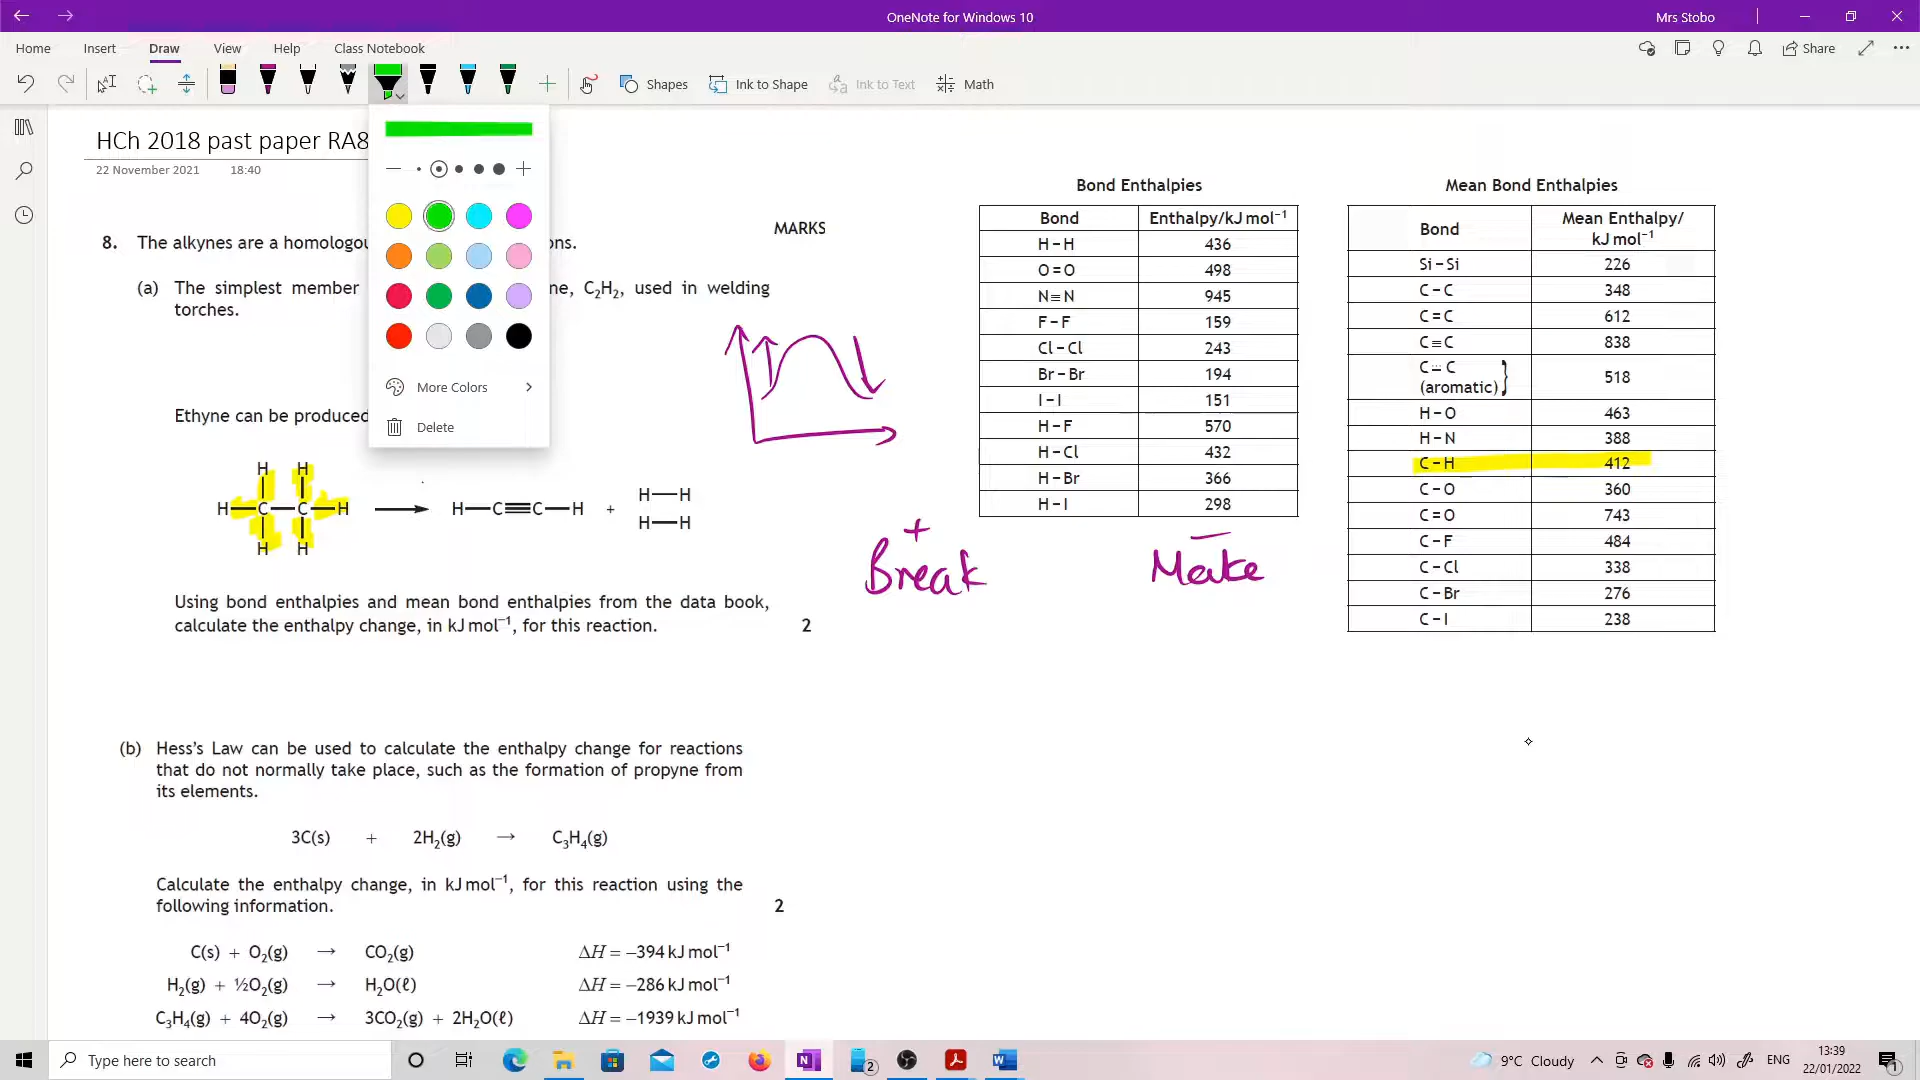 OneNote for Windows 10
Mrs Stobo
Home
Insert
Draw
View
Help
Class Notebook
Share
Shapes
Ink to Shape
Ink to Text
Math
HCh 2018 past paper RA8
22 November 2021 18:40
More Colors
Delete
MARKS
8. The alkynes are a homologou
ons.
(a) The simplest member
ne, C₂H₂, used in welding
torches.
Ethyne can be produced
H H
H—C—C—H
H H
H—C≡C—H
+
H—H
H—H
Using bond enthalpies and mean bond enthalpies from the data book,
calculate the enthalpy change, in kJ mol⁻¹, for this reaction. 2
(b) Hess's Law can be used to calculate the enthalpy change for reactions
that do not normally take place, such as the formation of propyne from
its elements.
3C(s) + 2H₂(g) → C₃H₄(g)
Calculate the enthalpy change, in kJ mol⁻¹, for this reaction using the
following information. 2
C(s) + O₂(g) → CO₂(g) ΔH = −394 kJ mol⁻¹
H₂(g) + ½O₂(g) → H₂O(ℓ) ΔH = −286 kJ mol⁻¹
C₃H₄(g) + 4O₂(g) → 3CO₂(g) + 2H₂O(ℓ) ΔH = −1939 kJ mol⁻¹
Bond Enthalpies
Bond Enthalpy/kJ mol⁻¹
H – H 436
O = O 498
N ≡ N 945
F – F 159
Cl – Cl 243
Br – Br 194
I – I 151
H – F 570
H – Cl 432
H – Br 366
H – I 298
+
Break
−
Make
Mean Bond Enthalpies
Bond Mean Enthalpy/
kJ mol⁻¹
Si – Si 226
C – C 348
C = C 612
C ≡ C 838
C ⚌ C
(aromatic) 518
H – O 463
H – N 388
C – H 412
C – O 360
C = O 743
C – F 484
C – Cl 338
C – Br 276
C – I 238
Type here to search
2
9°C Cloudy
ENG
13:39
22/01/2022
1